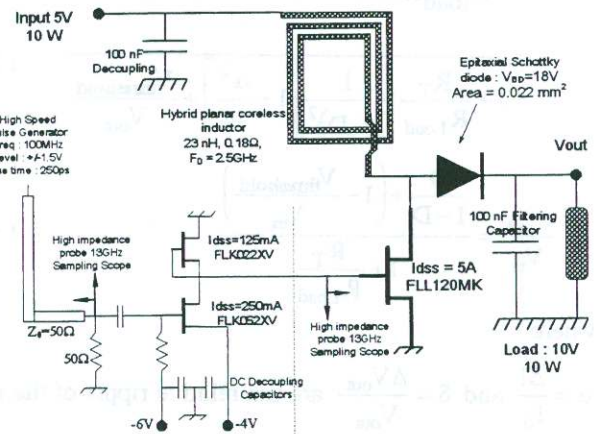 Input 5V
10 W
100 nF
Decoupling
Hybrid planar coreless
inductor
23 nH, 0.18Ω,
F₀ = 2.5GHz
Epitaxial Schottky
diode : VBD=18V
Area = 0.022 mm²
Vout
100 nF Filtering
Capacitor
Load : 10V
10 W
High Speed
Pulse Generator
Freq : 100MHz
Level : +/-1.5V
Rise time : 250ps
High impedance
probe 13GHz
Sampling Scope
Z₀=50Ω
50Ω
Idss=125mA
FLK022XV
Idss=250mA
FLK052XV
DC Decoupling
Capacitors
-6V
-4V
Idss = 5A
FLL120MK
High impedance
probe 13GHz
Sampling Scope